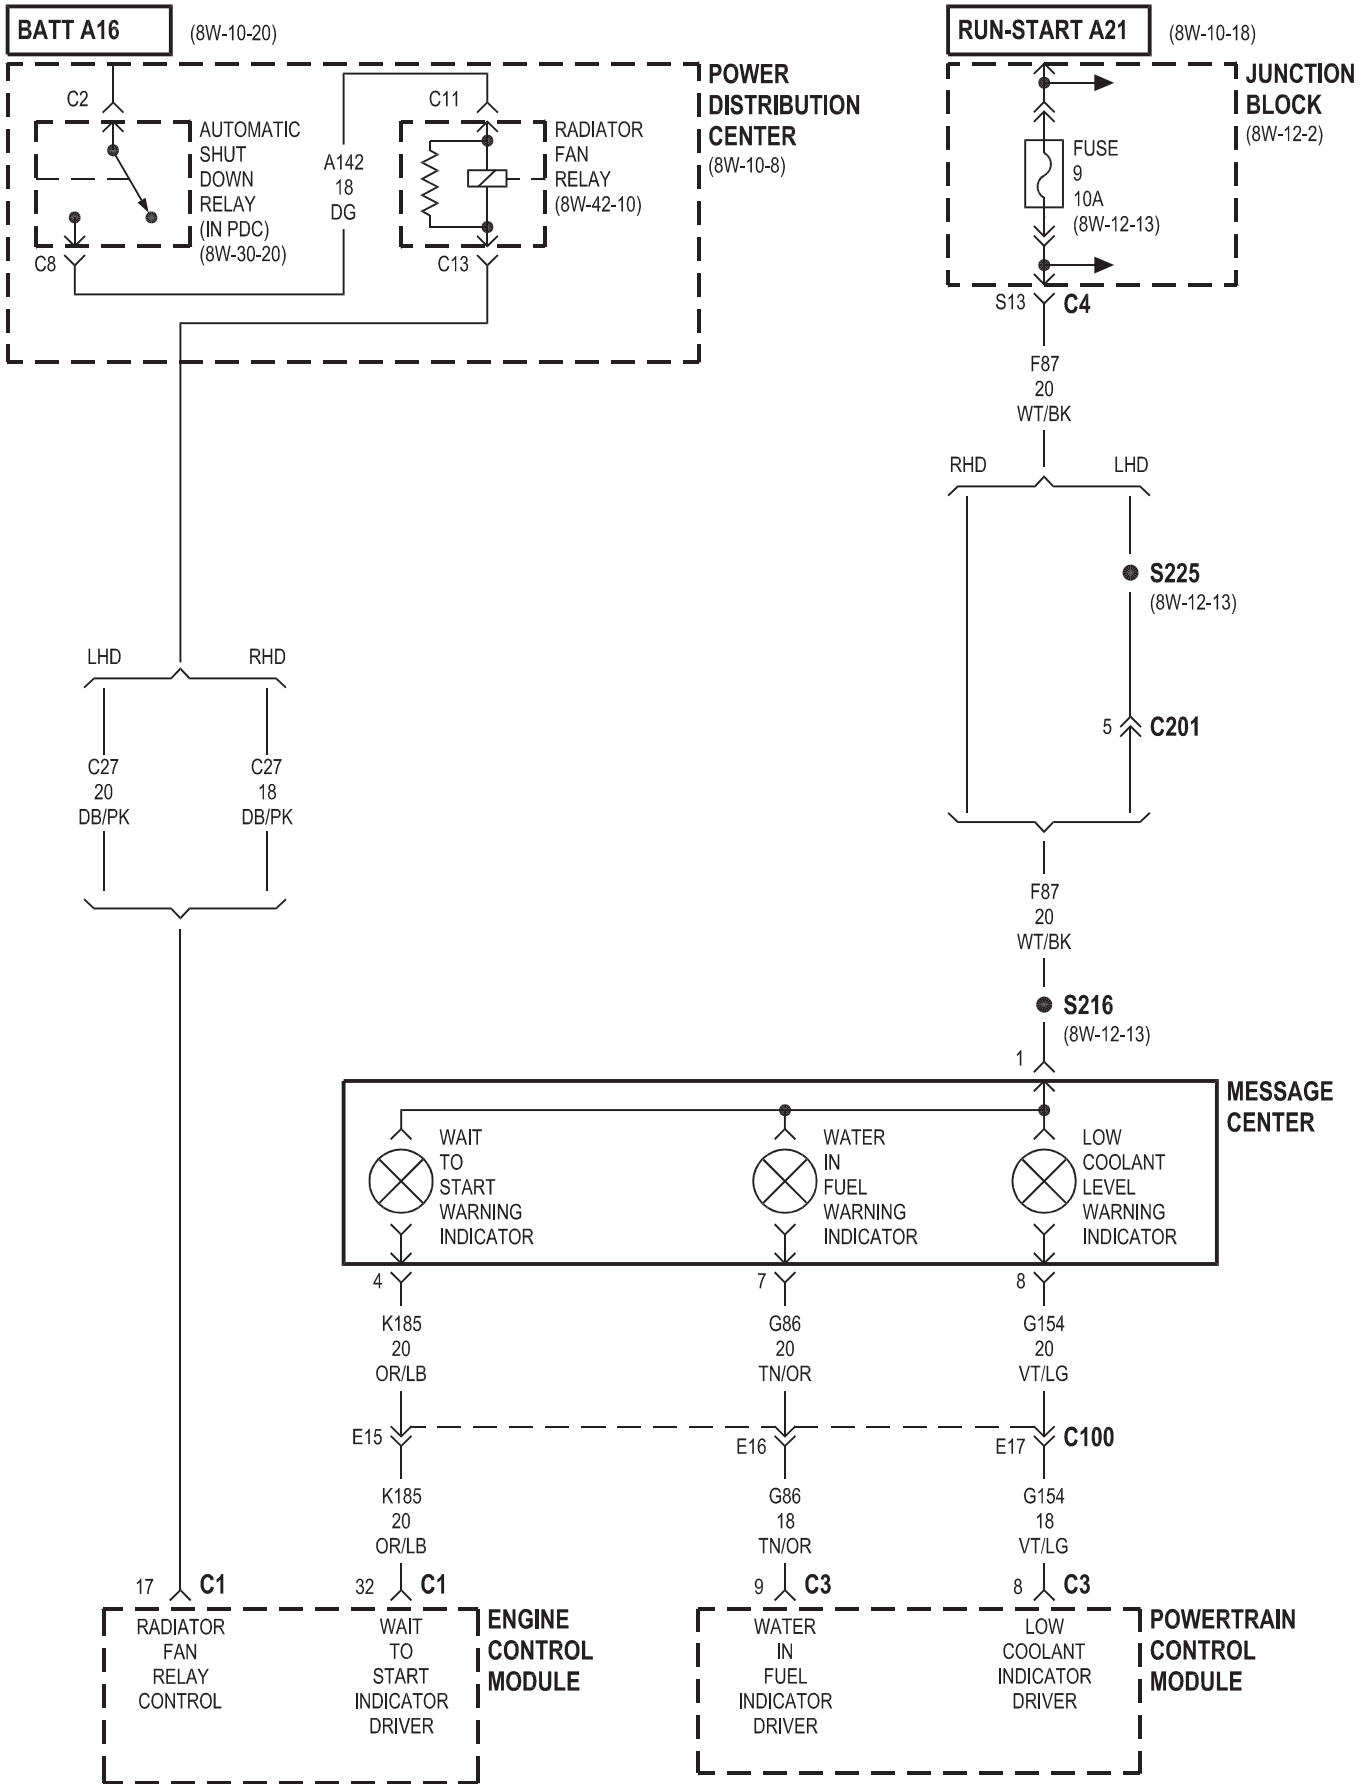 BATT A16
(8W-10-20)
RUN-START A21
(8W-10-18)
C2
AUTOMATIC
SHUT
DOWN
RELAY
(IN PDC)
(8W-30-20)
C8
A142
18
DG
C11
RADIATOR
FAN
RELAY
(8W-42-10)
C13
POWER
DISTRIBUTION
CENTER
(8W-10-8)
JUNCTION
BLOCK
(8W-12-2)
FUSE
9
10A
(8W-12-13)
S13
C4
F87
20
WT/BK
RHD
LHD
S225
(8W-12-13)
5
C201
LHD
RHD
C27
20
DB/PK
C27
18
DB/PK
F87
20
WT/BK
S216
(8W-12-13)
1
MESSAGE
CENTER
WAIT
TO
START
WARNING
INDICATOR
WATER
IN
FUEL
WARNING
INDICATOR
LOW
COOLANT
LEVEL
WARNING
INDICATOR
4
7
8
K185
20
OR/LB
G86
20
TN/OR
G154
20
VT/LG
E15
E16
E17
C100
K185
20
OR/LB
G86
18
TN/OR
G154
18
VT/LG
17
C1
32
C1
9
C3
8
C3
RADIATOR
FAN
RELAY
CONTROL
WAIT
TO
START
INDICATOR
DRIVER
ENGINE
CONTROL
MODULE
WATER
IN
FUEL
INDICATOR
DRIVER
LOW
COOLANT
INDICATOR
DRIVER
POWERTRAIN
CONTROL
MODULE